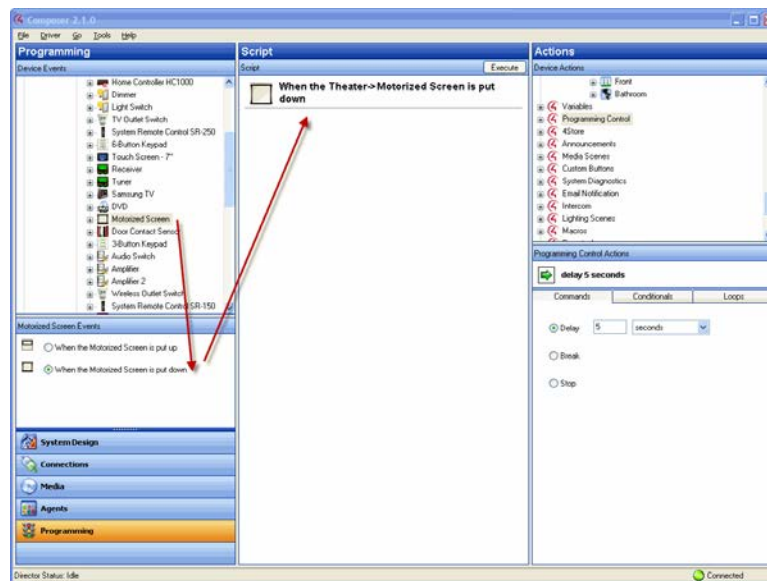 Composer 2.1.0
File Driver Go Tools Help
Programming
Device Events
Home Controller HC1000
Dimmer
Light Switch
TV Outlet Switch
System Remote Control SR-250
6-Button Keypad
Touch Screen - 7"
Receiver
Tuner
Samsung TV
DVD
Motorized Screen
Door Contact Sensor
3-Button Keypad
Audio Switch
Amplifier
Amplifier 2
Wireless Outlet Switch
System Remote Control SR-150
Motorized Screen Events
When the Motorized Screen is put up
When the Motorized Screen is put down
System Design
Connections
Media
Agents
Programming
Director Status: Idle
Script
Script
Execute
When the Theater->Motorized Screen is put
down
Actions
Device Actions
Front
Bathroom
Variables
Programming Control
4Store
Announcements
Media Scenes
Custom Buttons
System Diagnostics
Email Notification
Intercom
Lighting Scenes
Macros
Programming Control Actions
delay 5 seconds
Commands Conditionals Loops
Delay 5 seconds
Break
Stop
Connected